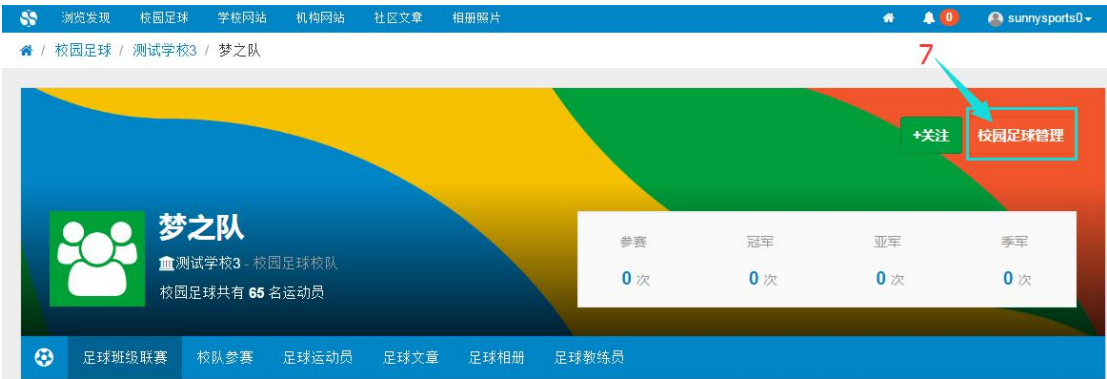 浏览发现 校园足球 学校网站 机构网站 社区文章 相册照片 0 sunnysports0
/ 校园足球 / 测试学校3 / 梦之队
7
+关注 校园足球管理
梦之队
测试学校3 - 校园足球校队
校园足球共有 65 名运动员
参赛 冠军 亚军 季军
0 次 0 次 0 次 0 次
足球班级联赛 校队参赛 足球运动员 足球文章 足球相册 足球教练员